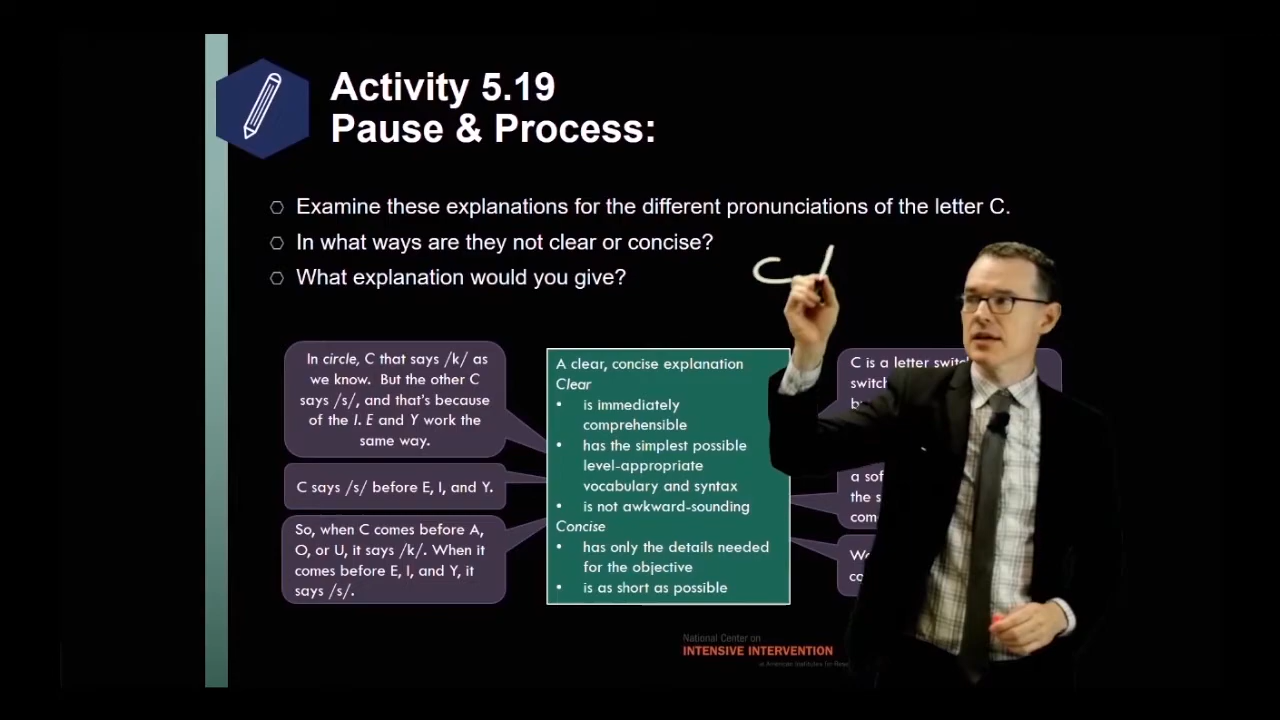 Activity 5.19
Pause & Process:
Examine these explanations for the different pronunciations of the letter C.
In what ways are they not clear or concise?
What explanation would you give?
C
In circle, C that says /k/ as
we know. But the other C
says /s/, and that's because
of the I. E and Y work the
same way.
C says /s/ before E, I, and Y.
So, when C comes before A,
O, or U, it says /k/. When it
comes before E, I, and Y, it
says /s/.
A clear, concise explanation
Clear
• is immediately
comprehensible
• has the simplest possible
level-appropriate
vocabulary and syntax
• is not awkward-sounding
Concise
• has only the details needed
for the objective
• is as short as possible
C is a letter
a
the
National Center on
INTENSIVE INTERVENTION
at American Institutes for